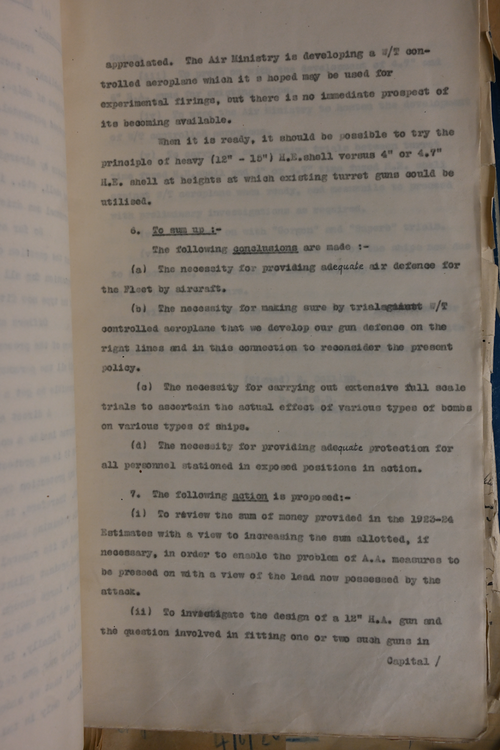 appreciated. The Air Ministry is developing a W/T con-
trolled aeroplane which it s hoped may be used for
experimental firings, but there is no immediate prospect of
its becoming available.
When it is ready, it should be possible to try the
principle of heavy (12" - 15") H.E.shell versus 4" or 4.7"
H.E. shell at heights at which existing turret guns could be
utilised.
6. To sum up :-
The following conclusions are made :-
(a) The necessity for providing adequate air defence for
the Fleet by aircraft.
(b) The necessity for making sure by trial against W/T
controlled aeroplane that we develop our gun defence on the
right lines and in this connection to reconsider the present
policy.
(c) The necessity for carrying out extensive full scale
trials to ascertain the actual effect of various types of bombs
on various types of ships.
(d) The necessity for providing adequate protection for
all personnel stationed in exposed positions in action.
7. The following action is proposed:-
(i) To review the sum of money provided in the 1923-24
Estimates with a view to increasing the sum allotted, if
necessary, in order to enable the problem of A.A. measures to
be pressed on with a view of the lead now possessed by the
attack.
(ii) To investigate the design of a 12" H.A. gun and
the question involved in fitting one or two such guns in
Capital /